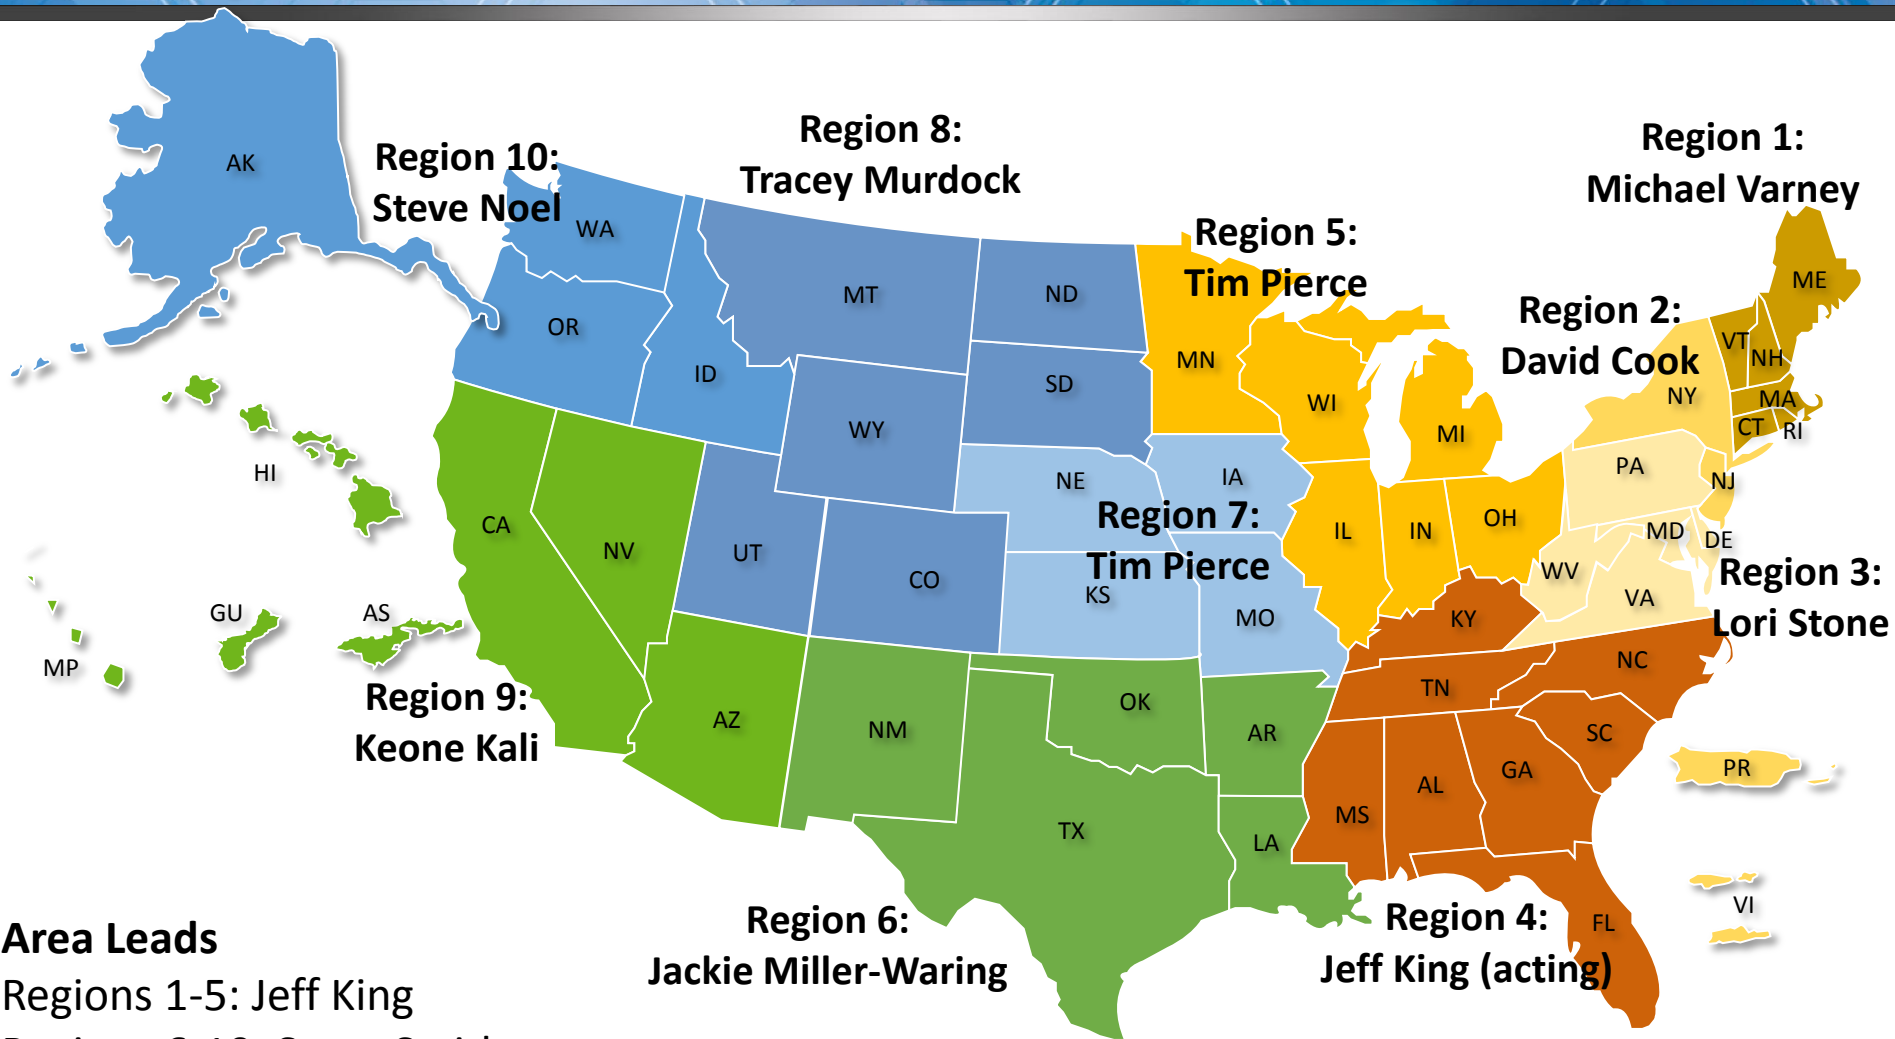 Region 10:
Steve Noel
Region 8:
Tracey Murdock
Region 1:
Michael Varney
Region 5:
Tim Pierce
Region 2:
David Cook
Region 7:
Tim Pierce
Region 3:
Lori Stone
Region 9:
Keone Kali
Region 6:
Jackie Miller-Waring
Region 4:
Jeff King (acting)
AK
WA
OR
ID
MT
ND
SD
WY
MN
WI
MI
ME
VT
NH
NY
MA
CT
RI
PA
NJ
MD
DE
WV
VA
OH
IN
IL
IA
NE
KS
MO
KY
TN
NC
SC
GA
AL
MS
FL
HI
CA
NV
UT
CO
AZ
NM
OK
AR
TX
LA
GU
AS
MP
PR
VI
Area Leads
Regions 1-5: Jeff King